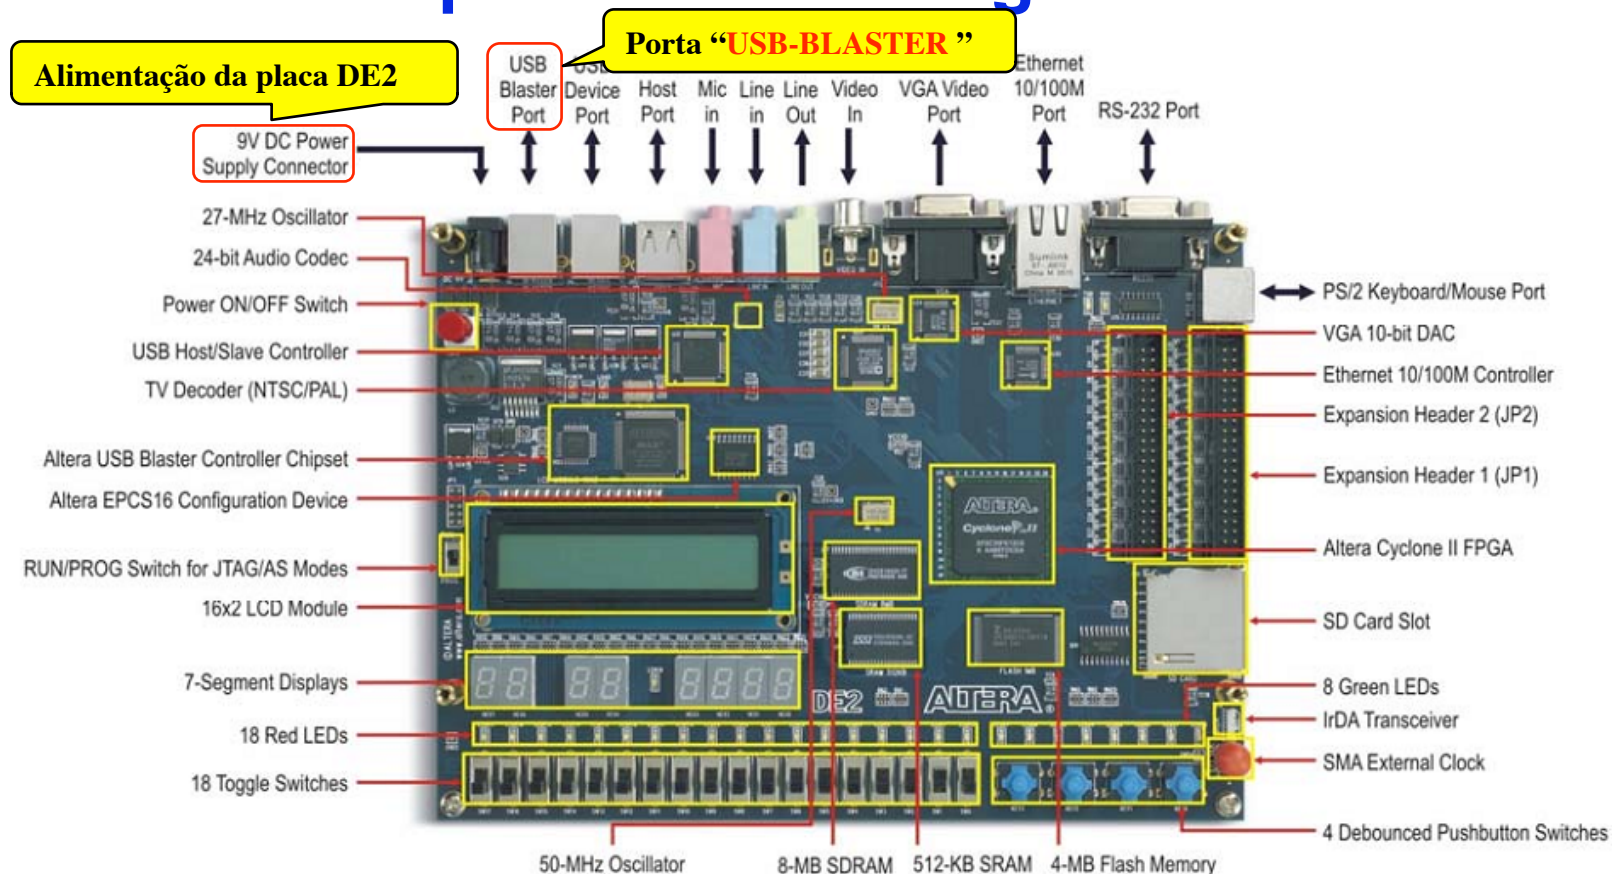 Alimentação da placa DE2
Porta “USB-BLASTER ”
USB
Blaster
Port
USB
Device
Port
Host
Port
Mic
in
Line
in
Line
Out
Video
In
VGA Video
Port
Ethernet
10/100M
Port
RS-232 Port
9V DC Power
Supply Connector
27-MHz Oscillator
24-bit Audio Codec
Power ON/OFF Switch
USB Host/Slave Controller
TV Decoder (NTSC/PAL)
Altera USB Blaster Controller Chipset
Altera EPCS16 Configuration Device
RUN/PROG Switch for JTAG/AS Modes
16x2 LCD Module
7-Segment Displays
18 Red LEDs
18 Toggle Switches
PS/2 Keyboard/Mouse Port
VGA 10-bit DAC
Ethernet 10/100M Controller
Expansion Header 2 (JP2)
Expansion Header 1 (JP1)
Altera Cyclone II FPGA
SD Card Slot
8 Green LEDs
IrDA Transceiver
SMA External Clock
4 Debounced Pushbutton Switches
50-MHz Oscillator
8-MB SDRAM
512-KB SRAM
4-MB Flash Memory
Sumlink
ALTERA
Cyclone II
DE2
ALTERA
©ALTERA